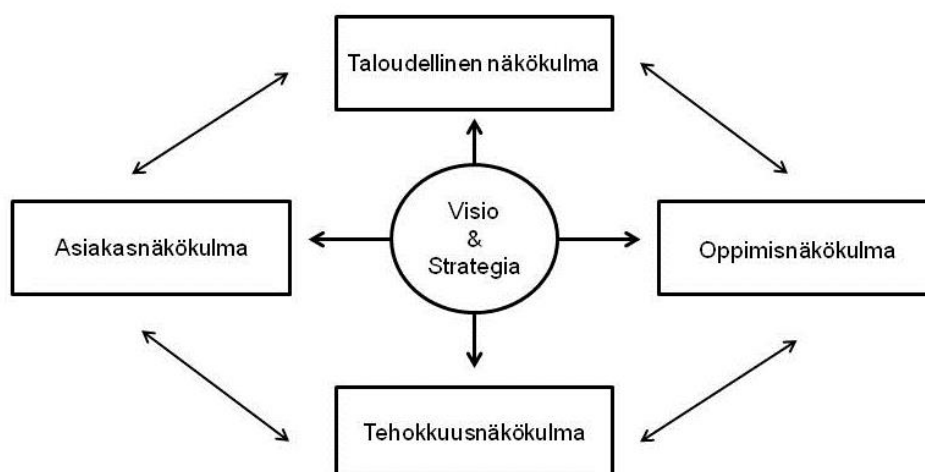 Taloudellinen näkökulma
Asiakasnäkökulma
Visio
&
Strategia
Oppimisnäkökulma
Tehokkuusnäkökulma